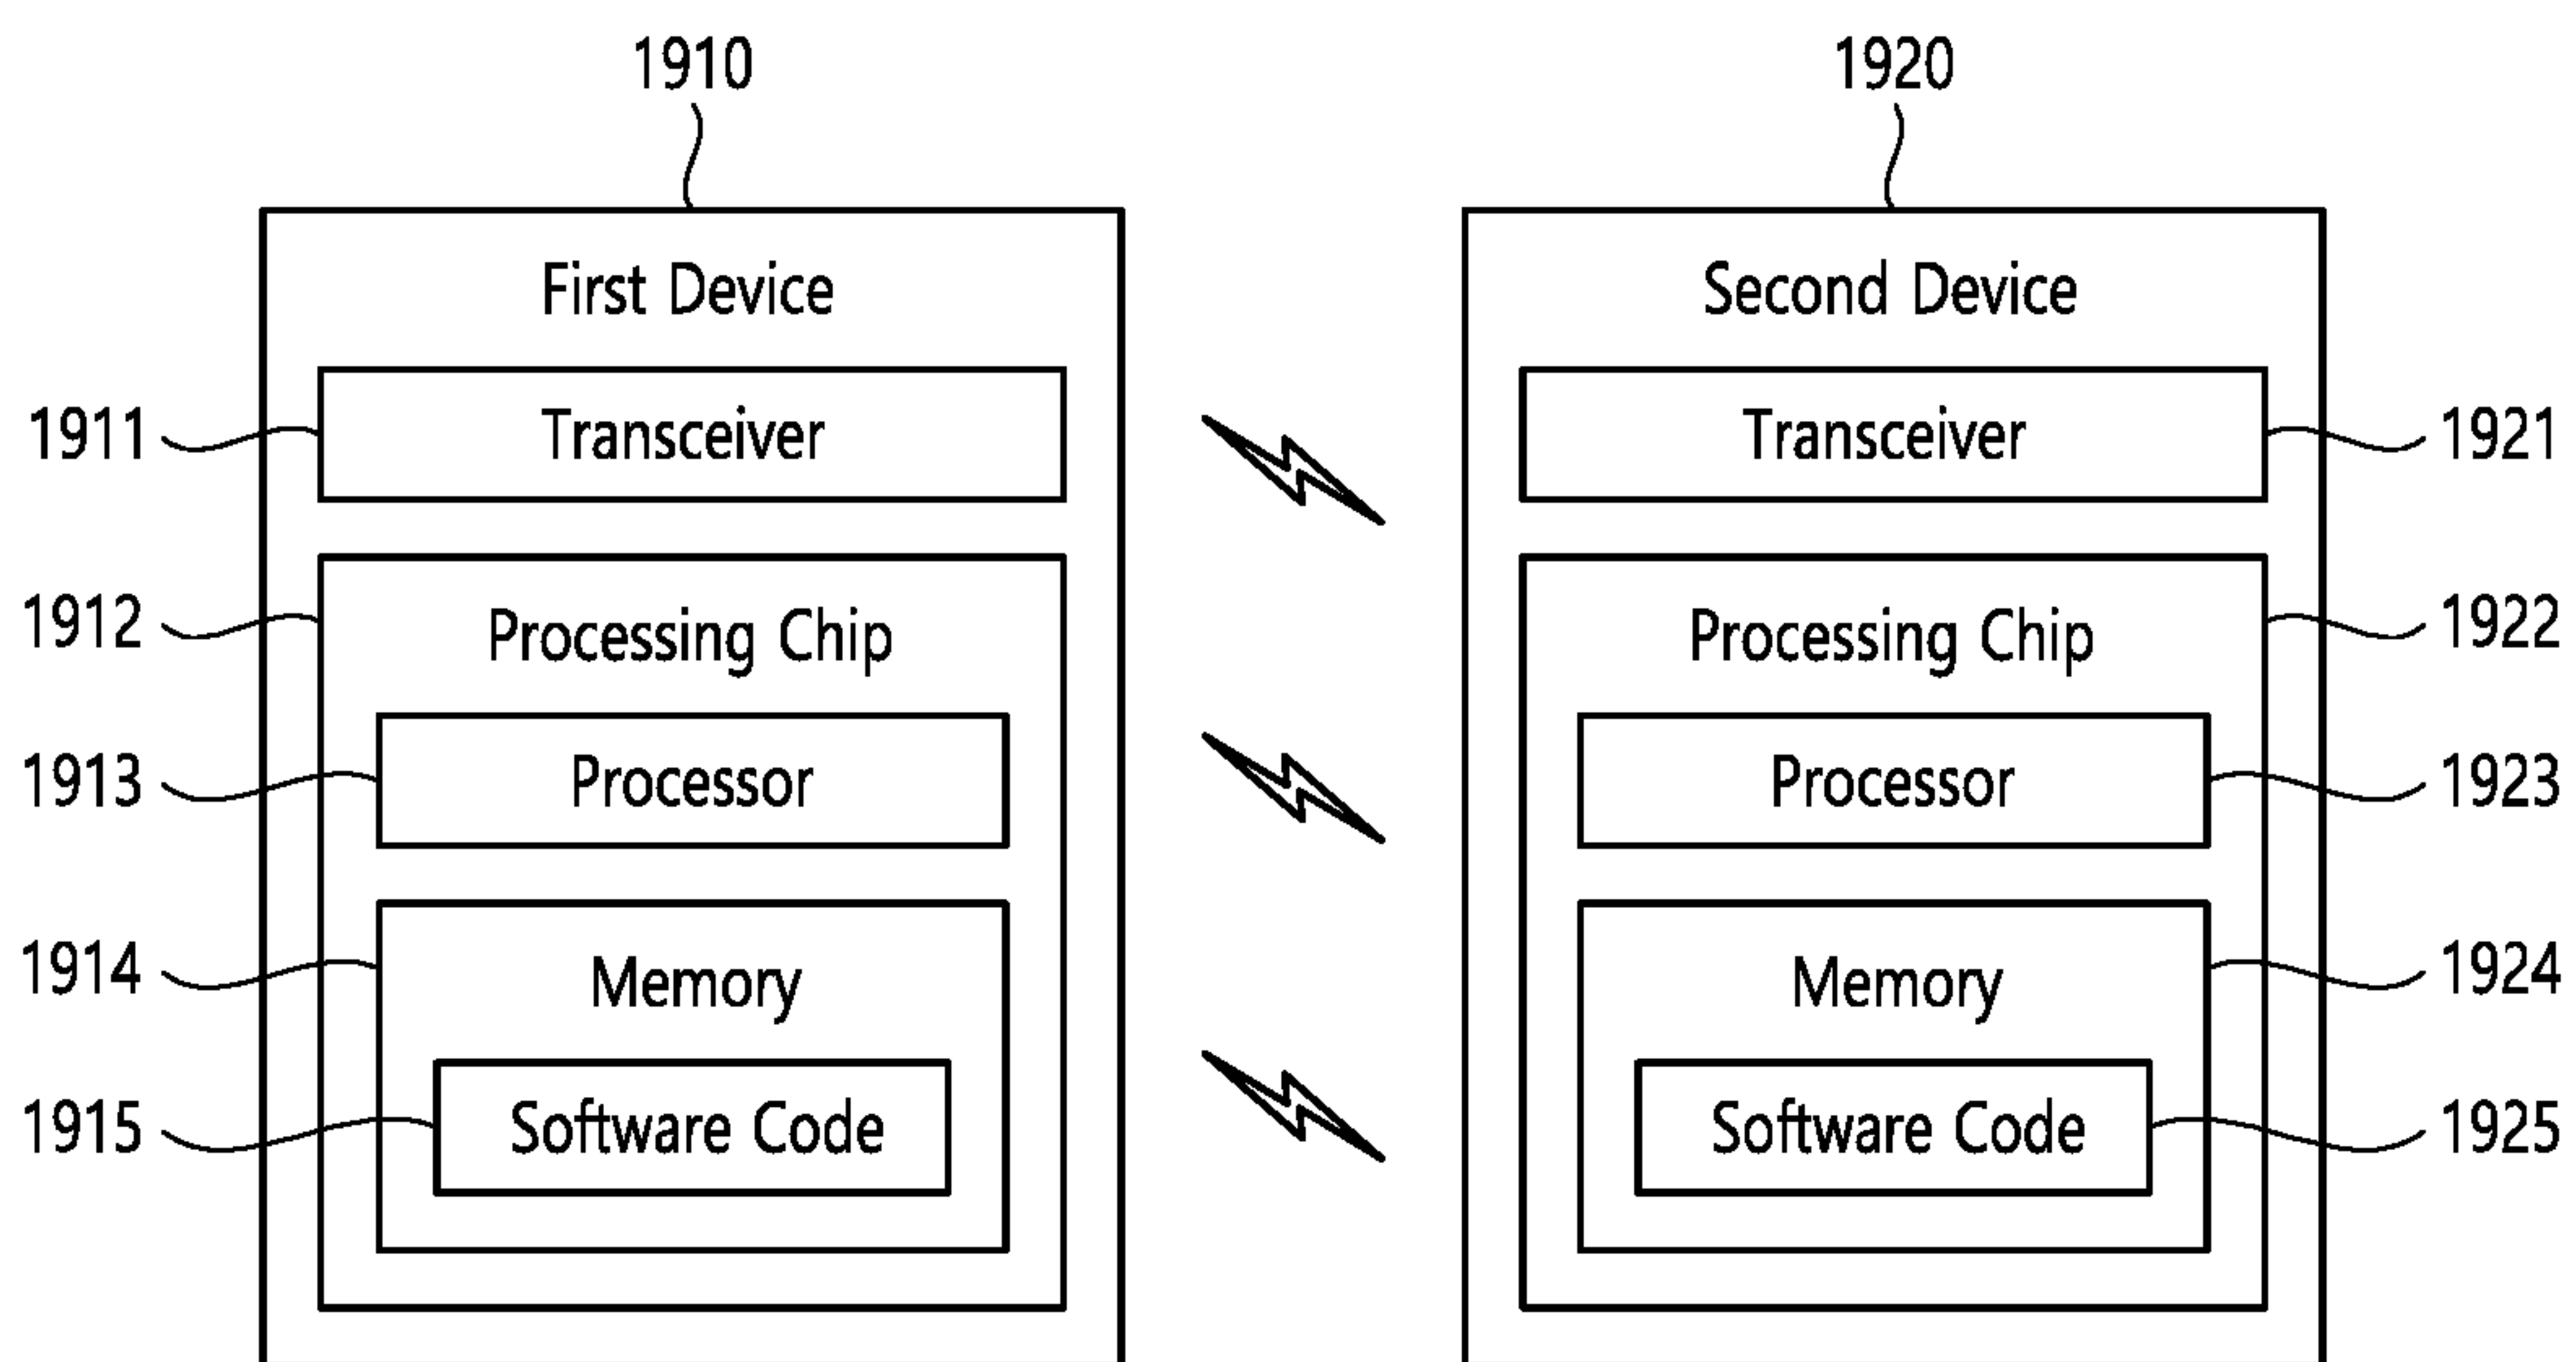 1910 1920
First Device Second Device
1911 Transceiver Transceiver 1921
1912 Processing Chip Processing Chip 1922
1913 Processor Processor 1923
1914 Memory Memory 1924
1915 Software Code Software Code 1925